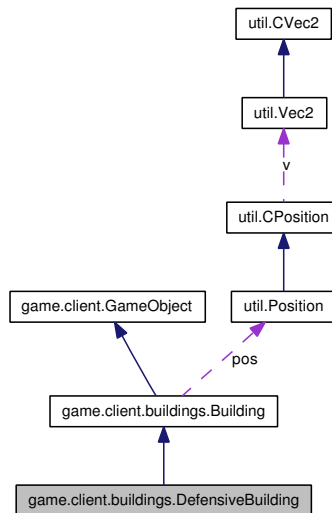 util.CVec2
util.Vec2
v
util.CPosition
game.client.GameObject
util.Position
pos
game.client.buildings.Building
game.client.buildings.DefensiveBuilding